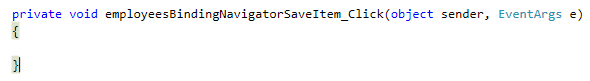 private void employeesBindingNavigatorSaveItem_Click(object sender, EventArgs e)
{
}